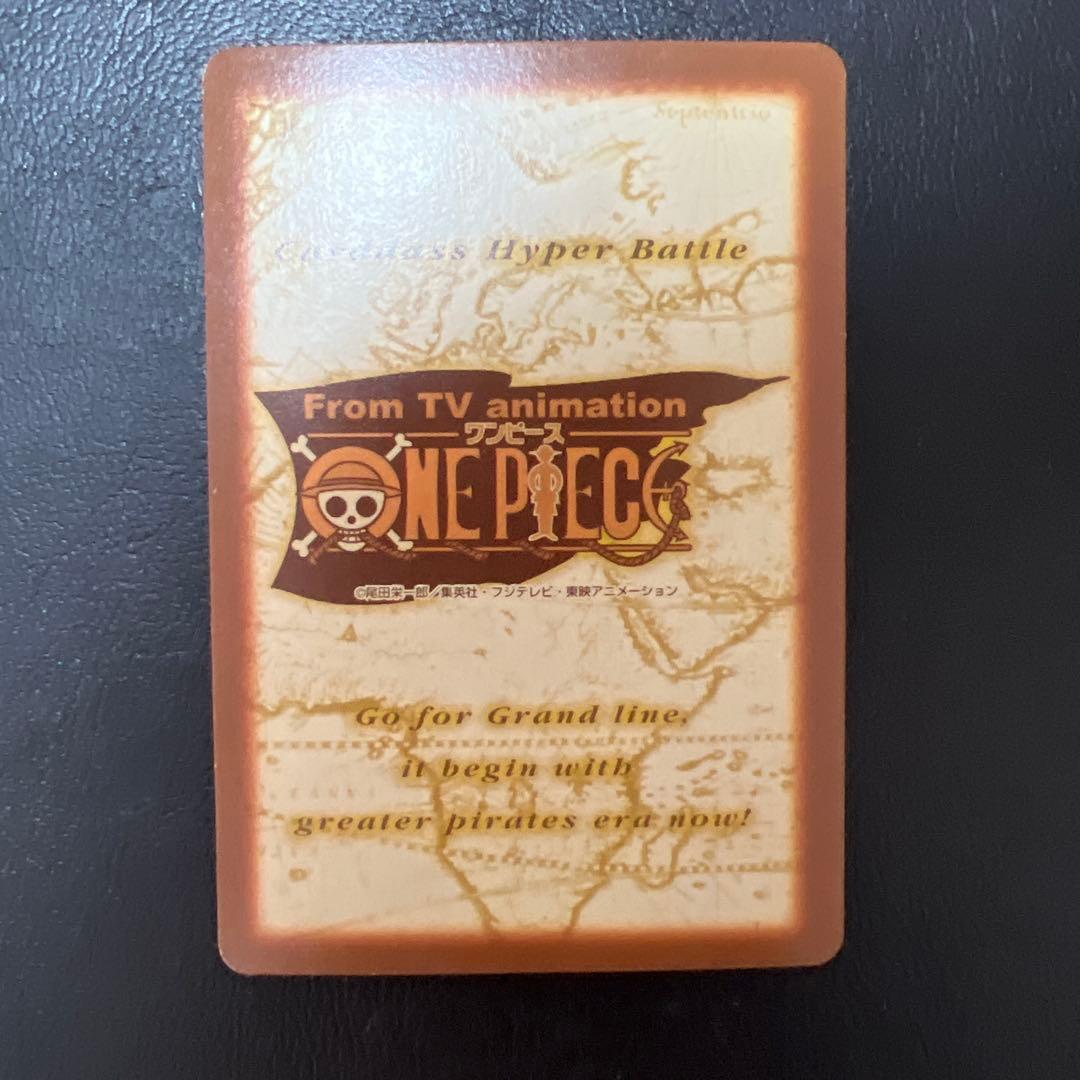 Septentrio
Carddass Hyper Battle
From TV animation
ワンピース
ONE PIECE
©尾田栄一郎／集英社・フジテレビ・東映アニメーション
Go for Grand line,
it begin with
greater pirates era now!